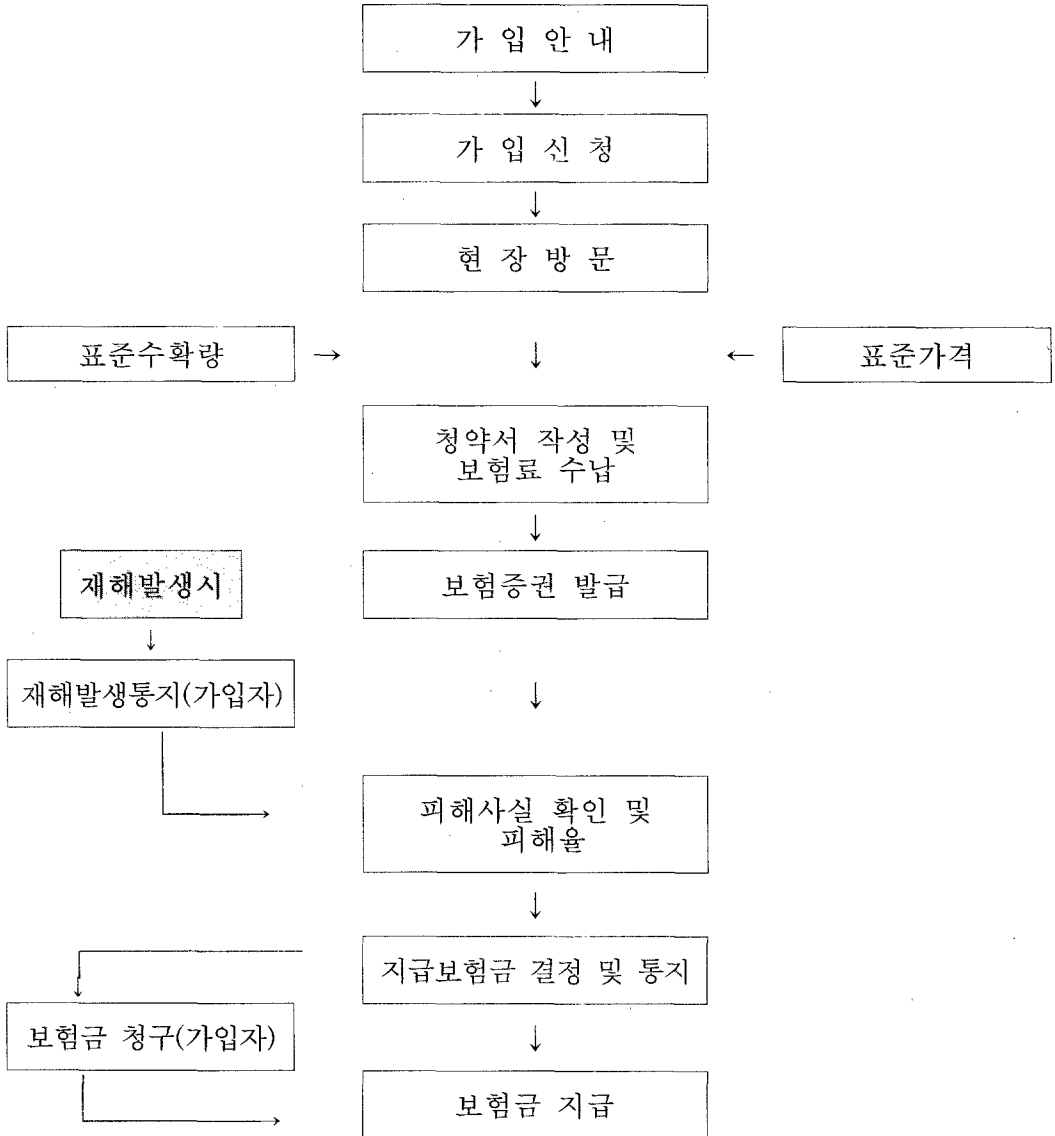 가 입 안 내
↓
가 입 신 청
↓
현 장 방 문
표준수확량 → ↓ ← 표준가격
청약서 작성 및
보험료 수납
↓
재해발생시
보험증권 발급
↓
재해발생통지(가입자)
↓
피해사실 확인 및
피해율
↓
지급보험금 결정 및 통지
보험금 청구(가입자)
↓
보험금 지급